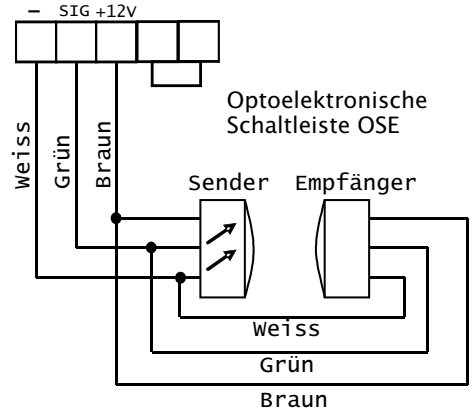 – SIG +12V
Weiss
Grün
Braun
Optoelektronische
Schaltleiste OSE
Sender Empfänger
Weiss
Grün
Braun